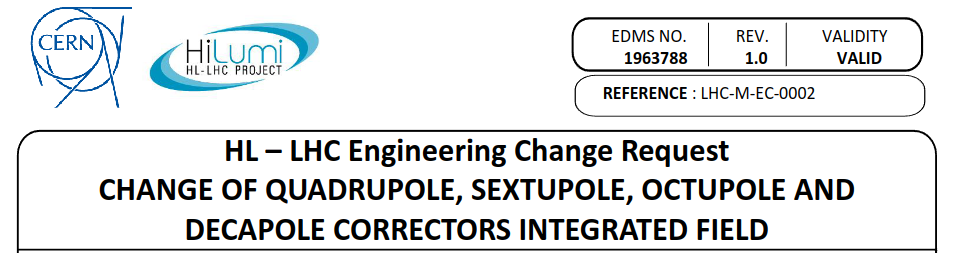 CERN
HiLumi
HL-LHC PROJECT
EDMS NO. REV. VALIDITY
1963788 1.0 VALID
REFERENCE : LHC-M-EC-0002
HL – LHC Engineering Change Request
CHANGE OF QUADRUPOLE, SEXTUPOLE, OCTUPOLE AND
DECAPOLE CORRECTORS INTEGRATED FIELD